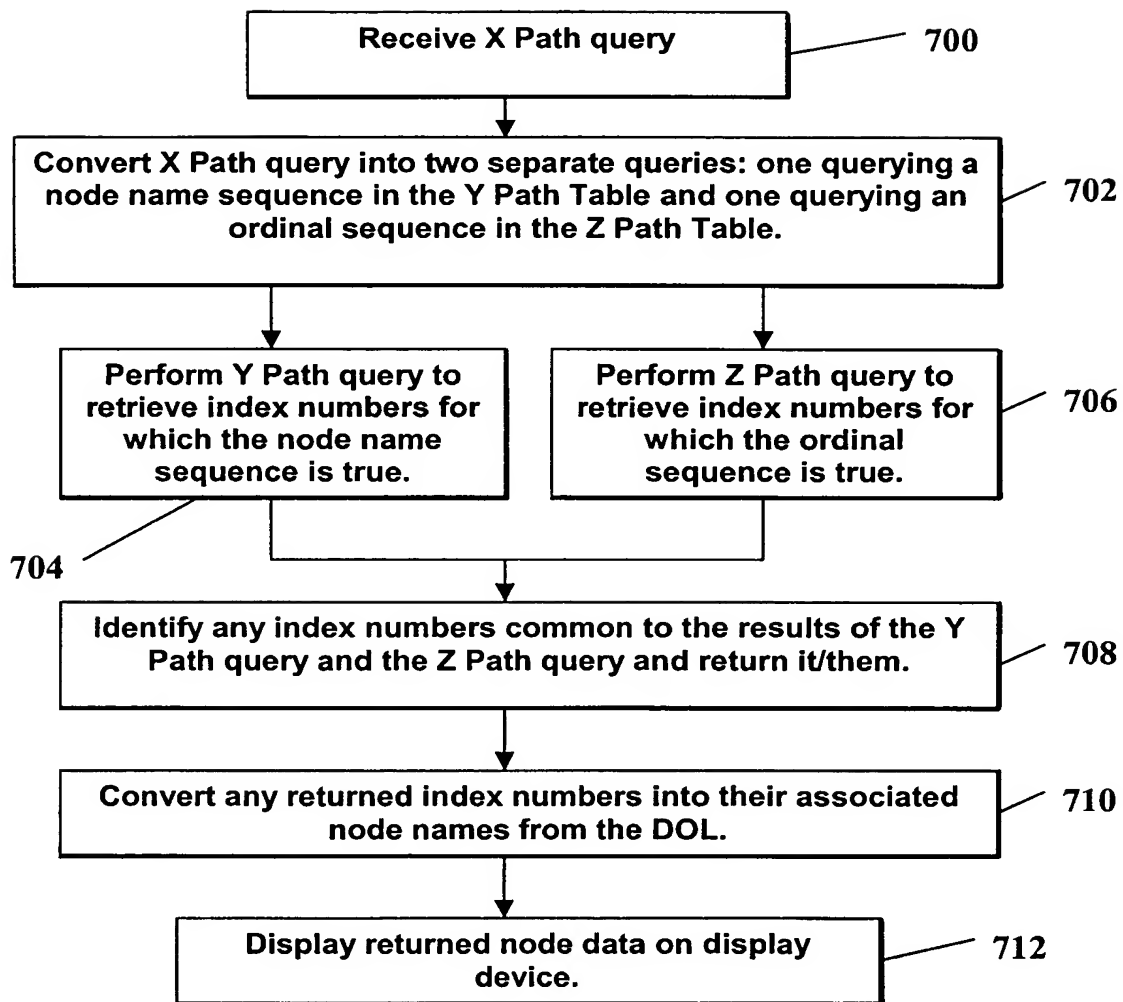 Receive X Path query
700
Convert X Path query into two separate queries: one querying a
node name sequence in the Y Path Table and one querying an
ordinal sequence in the Z Path Table.
702
Perform Y Path query to
retrieve index numbers for
which the node name
sequence is true.
704
Perform Z Path query to
retrieve index numbers for
which the ordinal
sequence is true.
706
Identify any index numbers common to the results of the Y
Path query and the Z Path query and return it/them.
708
Convert any returned index numbers into their associated
node names from the DOL.
710
Display returned node data on display
device.
712